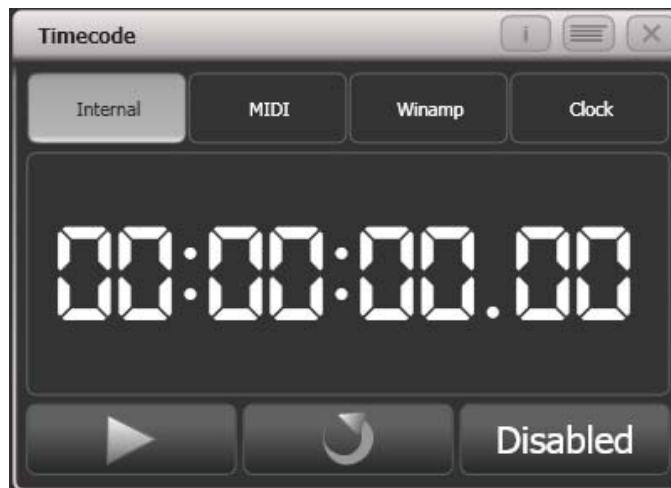 Timecode
i
Internal MIDI Winamp Clock
00:00:00.00
Disabled